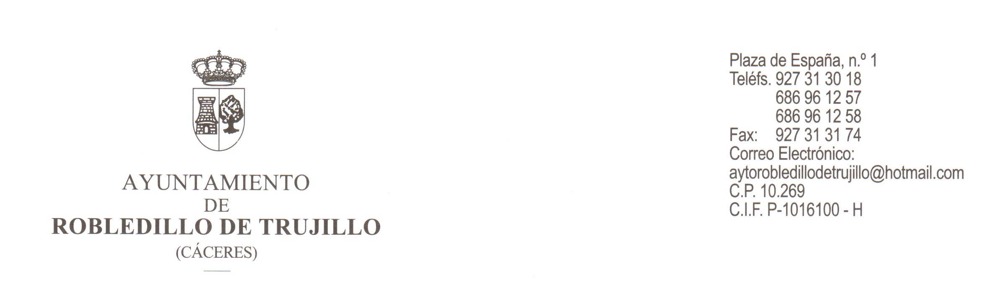 AYUNTAMIENTO
DE
ROBLEDILLO DE TRUJILLO
(CÁCERES)
Plaza de España, n.º 1
Teléfs. 927 31 30 18
686 96 12 57
686 96 12 58
Fax: 927 31 31 74
Correo Electrónico:
aytorobledillodetrujillo@hotmail.com
C.P. 10.269
C.I.F. P-1016100 - H